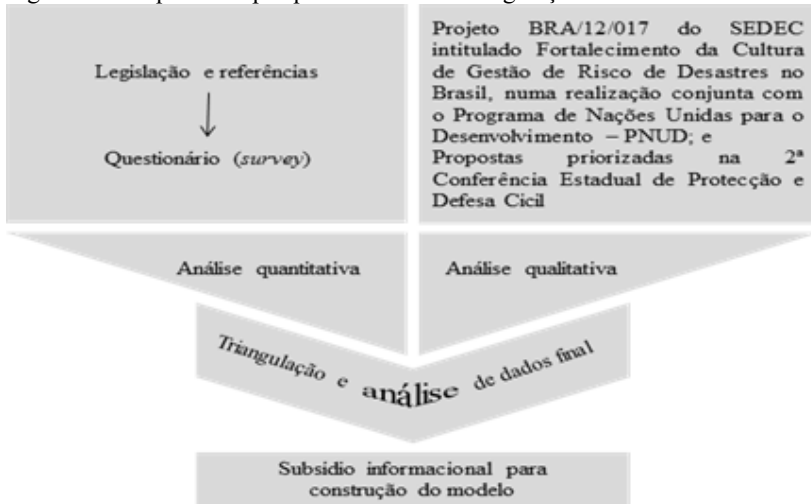 Legislação e referências
Questionário (survey)
Projeto BRA/12/017 do SEDEC
intitulado Fortalecimento da Cultura
de Gestão de Risco de Desastres no
Brasil, numa realização conjunta com
o Programa de Nações Unidas para o
Desenvolvimento – PNUD; e
Propostas priorizadas na 2ª
Conferência Estadual de Protecção e
Defesa Cicil
Análise quantitativa
Análise qualitativa
Triangulação e análise de dados final
Subsidio informacional para
construção do modelo